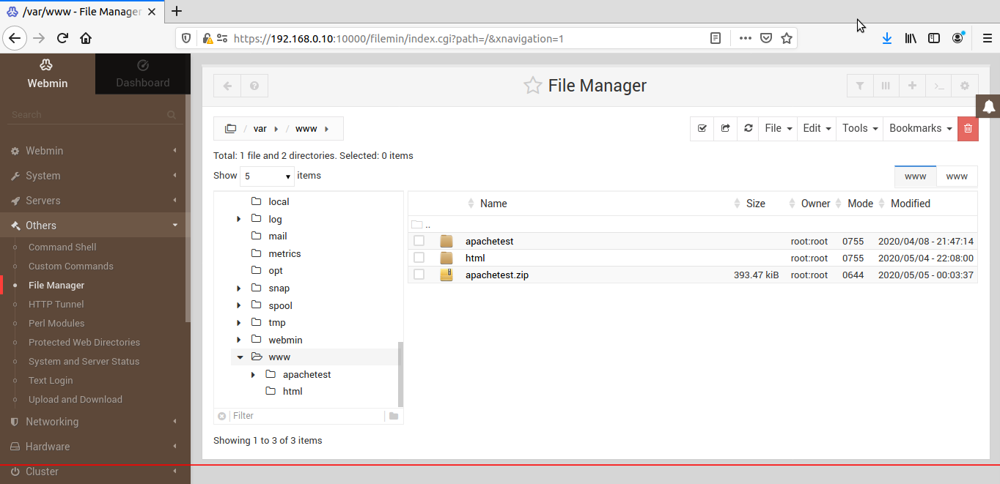 /var/www - File Manager
https://192.168.0.10:10000/filemin/index.cgi?path=/&xnavigation=1
Webmin
Dashboard
Search
Webmin
System
Servers
Others
Command Shell
Custom Commands
File Manager
HTTP Tunnel
Perl Modules
Protected Web Directories
System and Server Status
Text Login
Upload and Download
Networking
Hardware
Cluster
File Manager
/ var / www
File Edit Tools Bookmarks
Total: 1 file and 2 directories. Selected: 0 items
Show 5 items
www www
local
log
mail
metrics
opt
snap
spool
tmp
webmin
www
apachetest
html
Filter
Name Size Owner Mode Modified
..
apachetest root:root 0755 2020/04/08 - 21:47:14
html root:root 0755 2020/05/04 - 22:08:00
apachetest.zip 393.47 kiB root:root 0644 2020/05/05 - 00:03:37
Showing 1 to 3 of 3 items